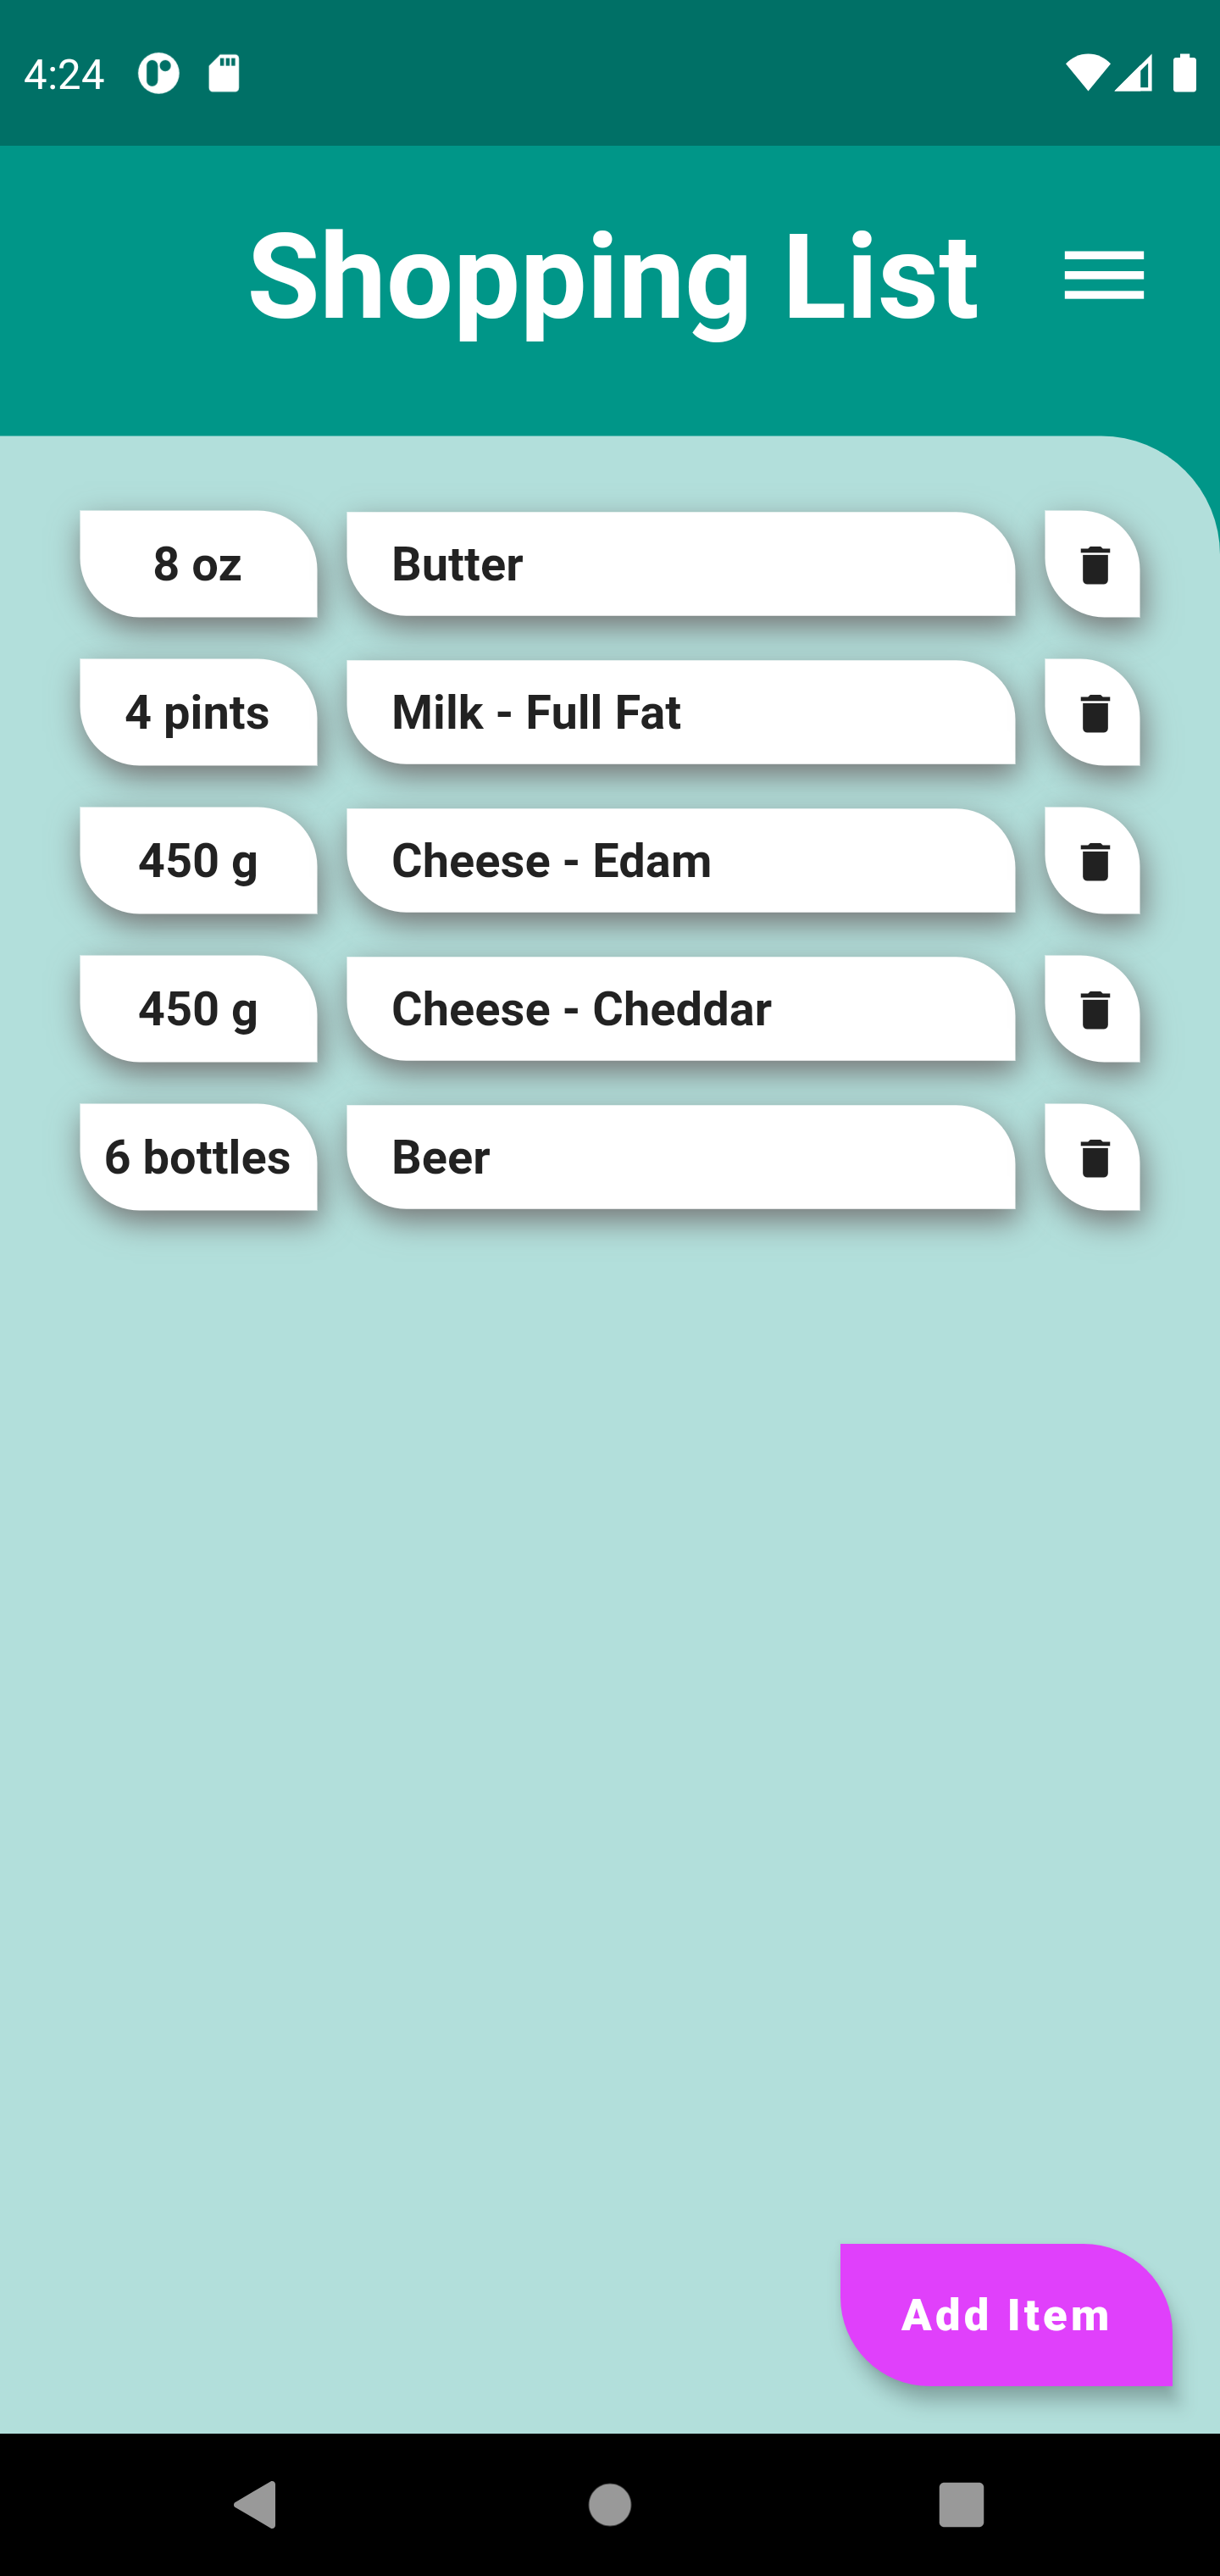 4:24
Shopping List
8 oz Butter
4 pints Milk - Full Fat
450 g Cheese - Edam
450 g Cheese - Cheddar
6 bottles Beer
Add Item